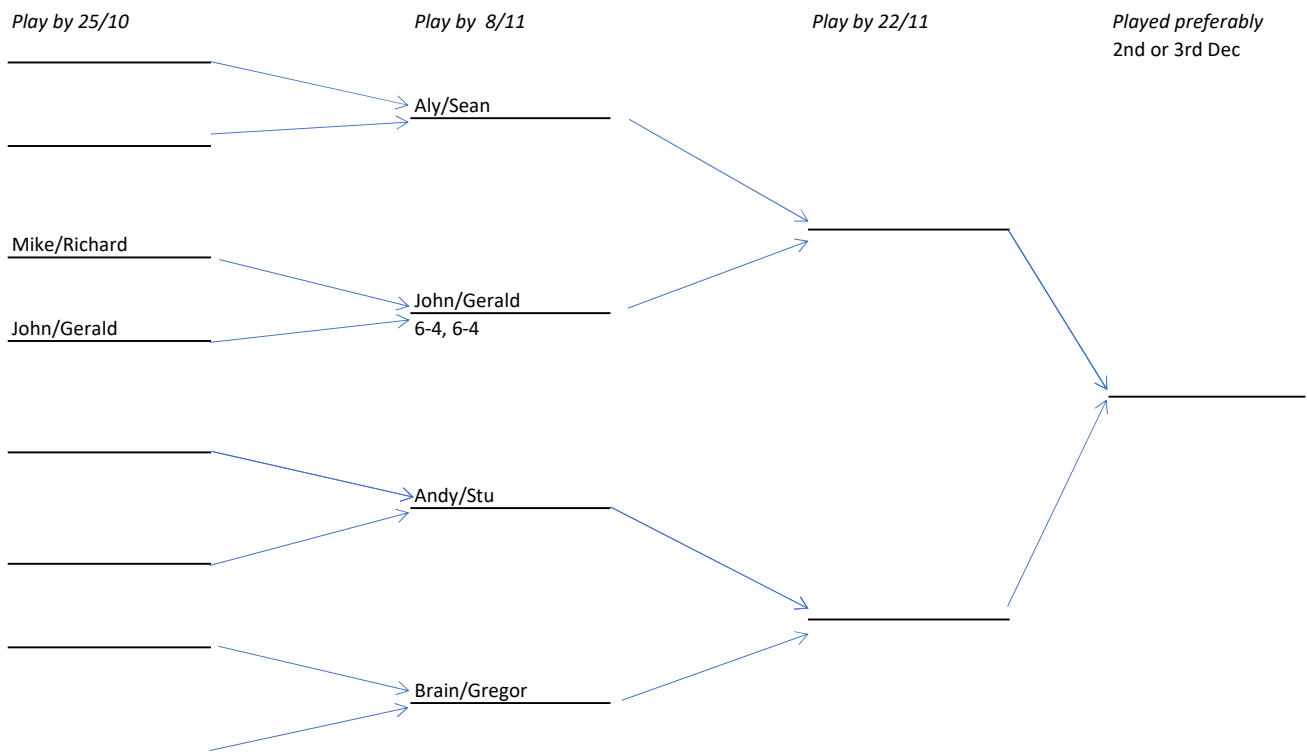 Play by 25/10
Play by 8/11
Play by 22/11
Played preferably
2nd or 3rd Dec
Aly/Sean
Mike/Richard
John/Gerald
6-4, 6-4
John/Gerald
Andy/Stu
Brain/Gregor